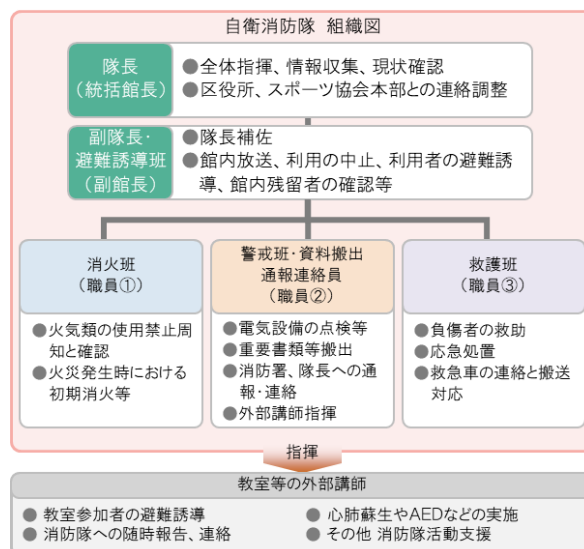 自衛消防隊 組織図
隊長
(統括館長)
●全体指揮、情報収集、現状確認
●区役所、スポーツ協会本部との連絡調整
副隊長・
避難誘導班
(副館長)
●隊長補佐
●館内放送、利用の中止、利用者の避難誘
導、館内残留者の確認等
消火班
(職員①)
●火気類の使用禁止周
知と確認
●火災発生時における
初期消火等
警戒班・資料搬出
通報連絡員
(職員②)
●電気設備の点検等
●重要書類等搬出
●消防署、隊長への通
報・連絡
●外部講師指揮
救護班
(職員③)
●負傷者の救助
●応急処置
●救急車の連絡と搬送
対応
指揮
教室等の外部講師
●教室参加者の避難誘導
●消防隊への随時報告、連絡
●心肺蘇生やAEDなどの実施
●その他 消防隊活動支援